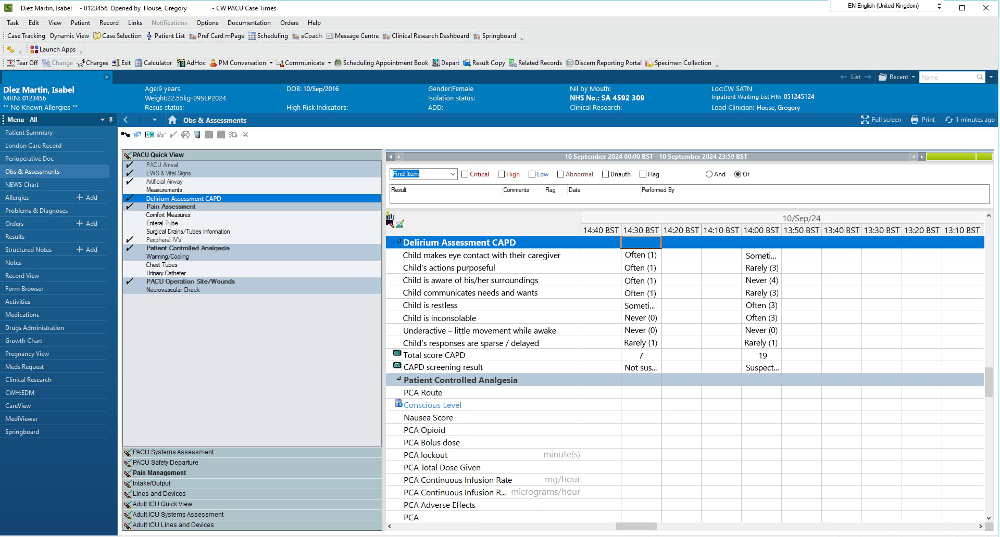 Diez Martin, Isabel - 0123456 Opened by House, Gregory - CW PACU Case Times EN English (United Kingdom)
Task Edit View Patient Record Links Notifications Options Documentation Orders Help
Case Tracking Dynamic View Case Selection Patient List Pref Card mPage Scheduling eCoach Message Centre Clinical Research Dashboard Springboard
Launch Apps
Tear Off Change Charges Exit Calculator AdHoc PM Conversation Communicate Scheduling Appointment Book Depart Result Copy Related Records Discern Reporting Portal Specimen Collection
List Recent Name
Diez Martin, Isabel Age:9 years DOB: 10/Sep/2016 Gender:Female Nil by Mouth: Loc:CW SATN
MRN: 0123456 Weight:22.55kg-09SEP2024 Isolation status: NHS No.: SA 4592 309 Inpatient Waiting List FIN: 051245124
** No Known Allergies ** Resus status: High Risk Indicators: ADD: Clinical Research: Lead Clinician: House, Gregory
Menu - All
Patient Summary
London Care Record
Perioperative Doc
Obs & Assessments
NEWS Chart
Allergies + Add
Problems & Diagnoses
Orders + Add
Results
Structured Notes + Add
Notes
Record View
Form Browser
Activities
Medications
Drugs Administration
Growth Chart
Pregnancy View
Meds Request
Clinical Research
CWH:EDM
CareView
MediViewer
Springboard
Obs & Assessments Full screen Print 1 minutes ago
PACU Quick View
PACU Arrival
EWS & Vital Signs
Artificial Airway
Measurements
Delirium Assessment CAPD
Pain Assessment
Comfort Measures
Enteral Tube
Surgical Drains/Tubes Information
Peripheral IV's
Patient Controlled Analgesia
Warming/Cooling
Chest Tubes
Urinary Catheter
PACU Operation Site/Wounds
Neurovascular Check
PACU Systems Assessment
PACU Safety Departure
Pain Management
Intake/Output
Lines and Devices
Adult ICU Quick View
Adult ICU Systems Assessment
Adult ICU Lines and Devices
10 September 2024 00:00 BST - 10 September 2024 23:59 BST
Find Item Critical High Low Abnormal Unauth Flag And Or
Result Comments Flag Date Performed By
10/Sep/24
14:40 BST 14:30 BST 14:20 BST 14:10 BST 14:00 BST 13:50 BST 13:40 BST 13:30 BST 13:20 BST 13:10 BST
Delirium Assessment CAPD
Child makes eye contact with their caregiver Often (1) Someti...
Child's actions purposeful Often (1) Rarely (3)
Child is aware of his/her surroundings Often (1) Never (4)
Child communicates needs and wants Often (1) Rarely (3)
Child is restless Someti... Often (3)
Child is inconsolable Never (0) Often (3)
Underactive – little movement while awake Never (0) Never (0)
Child's responses are sparse / delayed Rarely (1) Rarely (1)
Total score CAPD 7 19
CAPD screening result Not sus... Suspect...
Patient Controlled Analgesia
PCA Route
Conscious Level
Nausea Score
PCA Opioid
PCA Bolus dose
PCA lockout minute(s)
PCA Total Dose Given
PCA Continuous Infusion Rate mg/hour
PCA Continuous Infusion R... micrograms/hour
PCA Adverse Effects
PCA